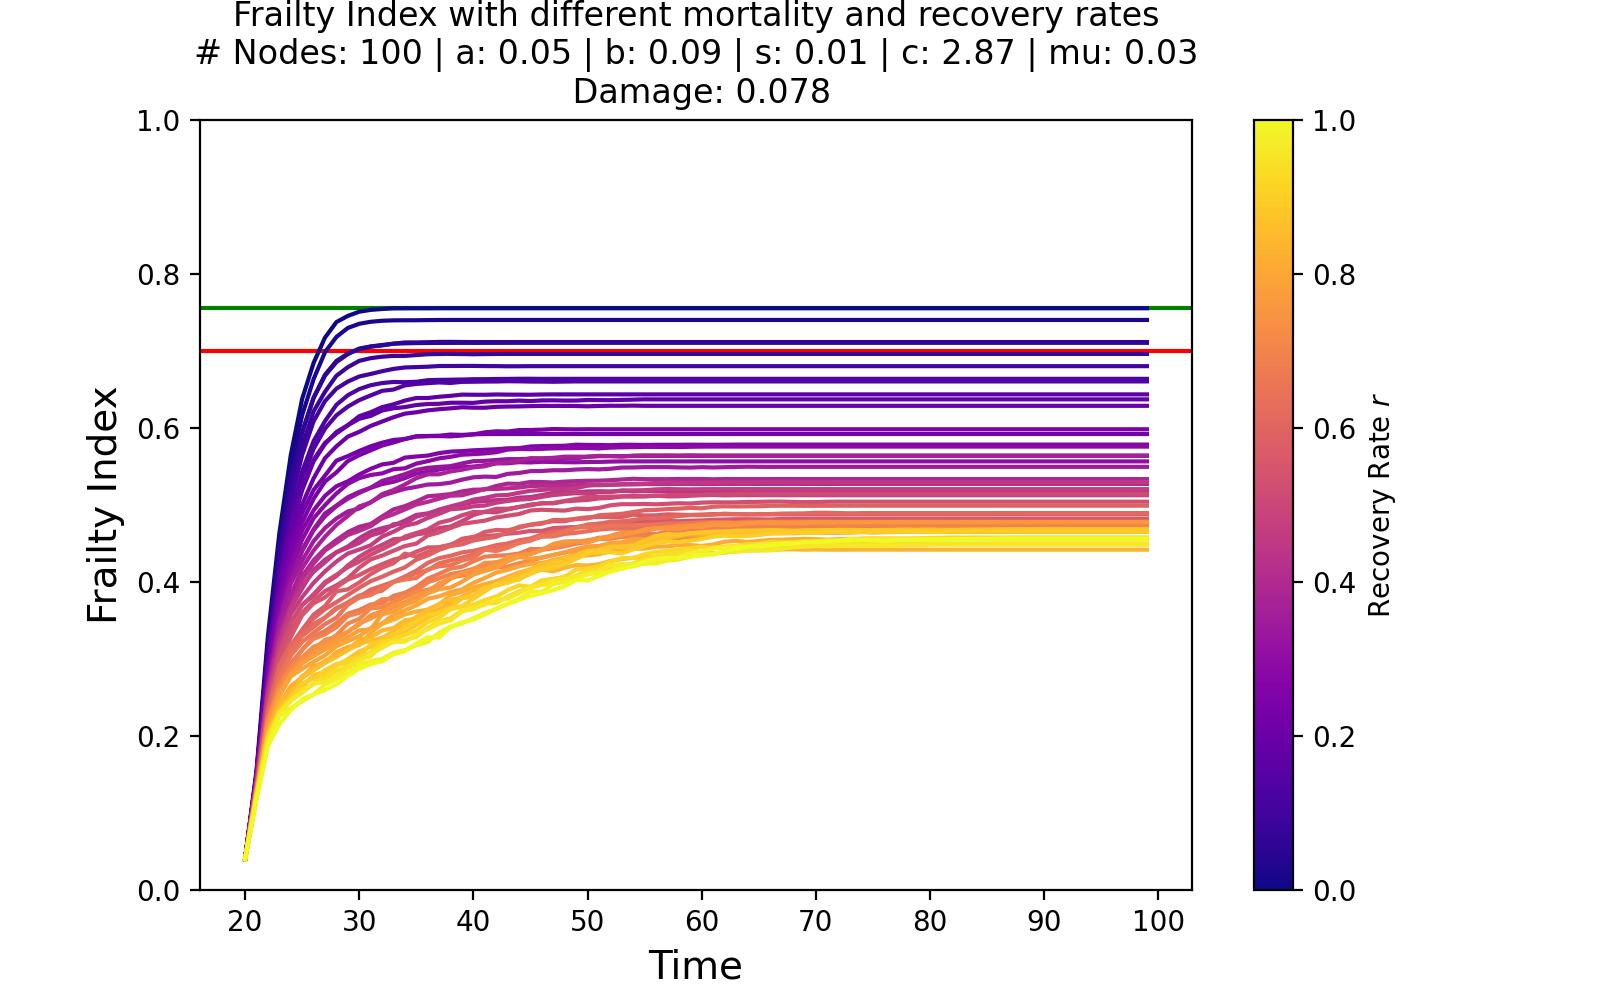 Frailty Index with different mortality and recovery rates
# Nodes: 100 | a: 0.05 | b: 0.09 | s: 0.01 | c: 2.87 | mu: 0.03
Damage: 0.078
Frailty Index
1.0
0.8
0.6
0.4
0.2
0.0
20 30 40 50 60 70 80 90 100
Time
1.0
0.8
0.6
0.4
0.2
0.0
Recovery Rate r